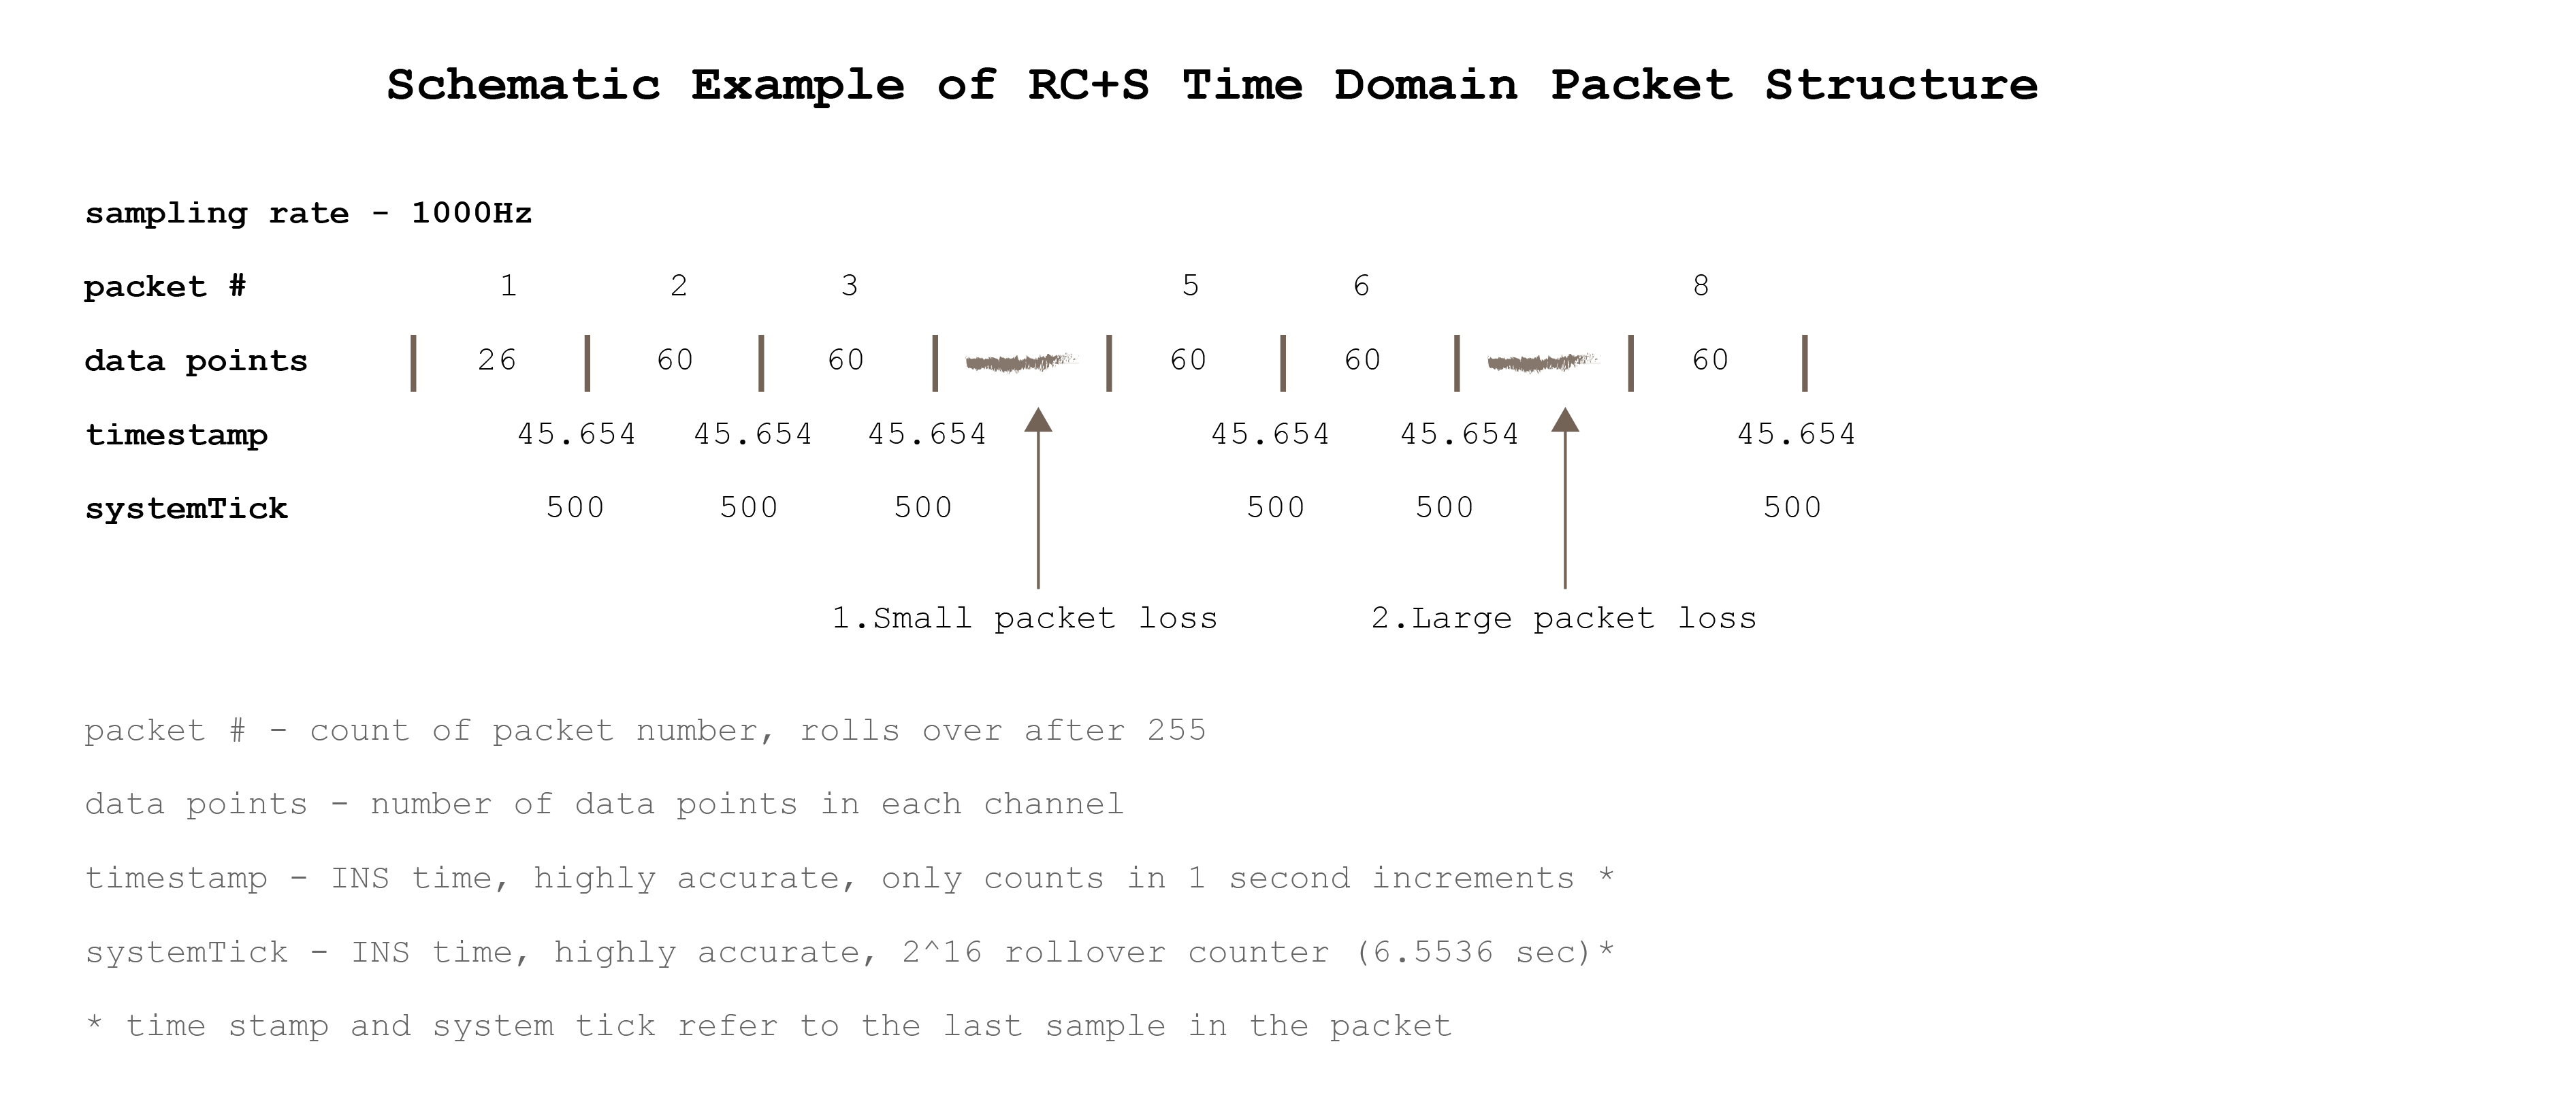 Schematic Example of RC+S Time Domain Packet Structure
sampling rate - 1000Hz
packet # 1 2 3 5 6 8
data points 26 60 60 60 60 60
timestamp 45.654 45.654 45.654 45.654 45.654 45.654
systemTick 500 500 500 500 500 500
1.Small packet loss 2.Large packet loss
packet # - count of packet number, rolls over after 255
data points - number of data points in each channel
timestamp - INS time, highly accurate, only counts in 1 second increments *
systemTick - INS time, highly accurate, 2^16 rollover counter (6.5536 sec)*
* time stamp and system tick refer to the last sample in the packet